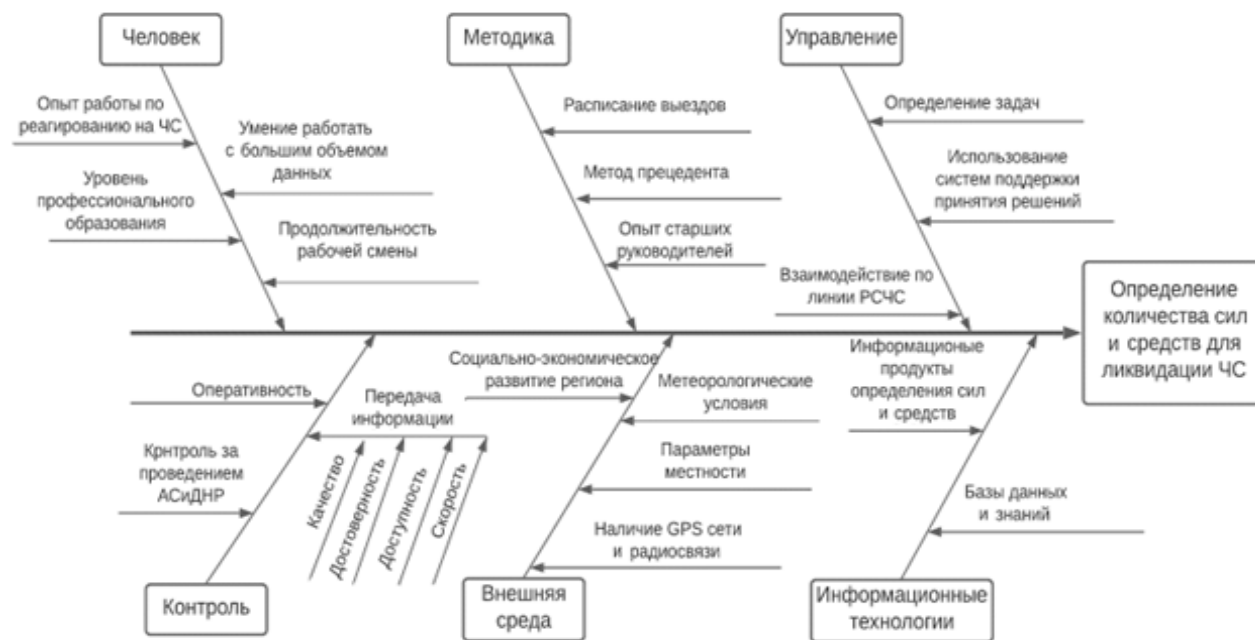 Человек
Методика
Управление
Опыт работы по
реагированию на ЧС
Умение работать
с большим объемом
данных
Уровень
профессионального
образования
Продолжительность
рабочей смены
Расписание выездов
Метод прецедента
Опыт старших
руководителей
Определение задач
Использование
систем поддержки
принятия решений
Взаимодействие по
линии РСЧС
Определение
количества сил
и средств для
ликвидации ЧС
Оперативность
Крнтроль за
проведением
АСиДНР
Передача
информации
Качество
Достоверность
Доступность
Скорость
Социально-экономическое
развитие региона
Метеорологические
условия
Параметры
местности
Наличие GPS сети
и радиосвязи
Информационые
продукты
определения сил
и средств
Базы данных
и знаний
Контроль
Внешняя
среда
Информационные
технологии